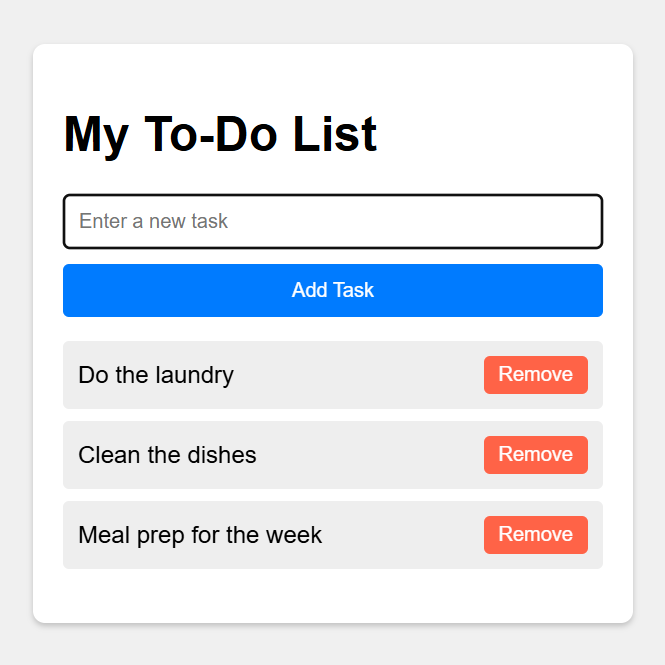 My To-Do List
Enter a new task
Add Task
Do the laundry
Remove
Clean the dishes
Remove
Meal prep for the week
Remove